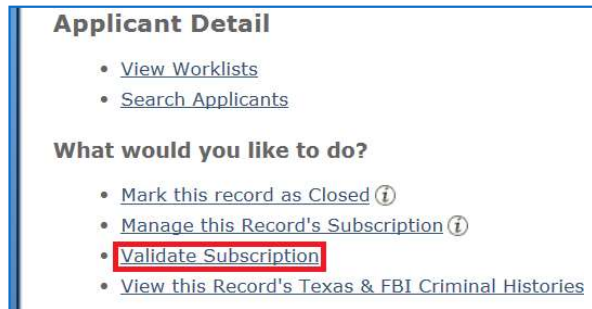 Applicant Detail
• View Worklists
• Search Applicants
What would you like to do?
• Mark this record as Closed i
• Manage this Record's Subscription i
• Validate Subscription
• View this Record's Texas & FBI Criminal Histories